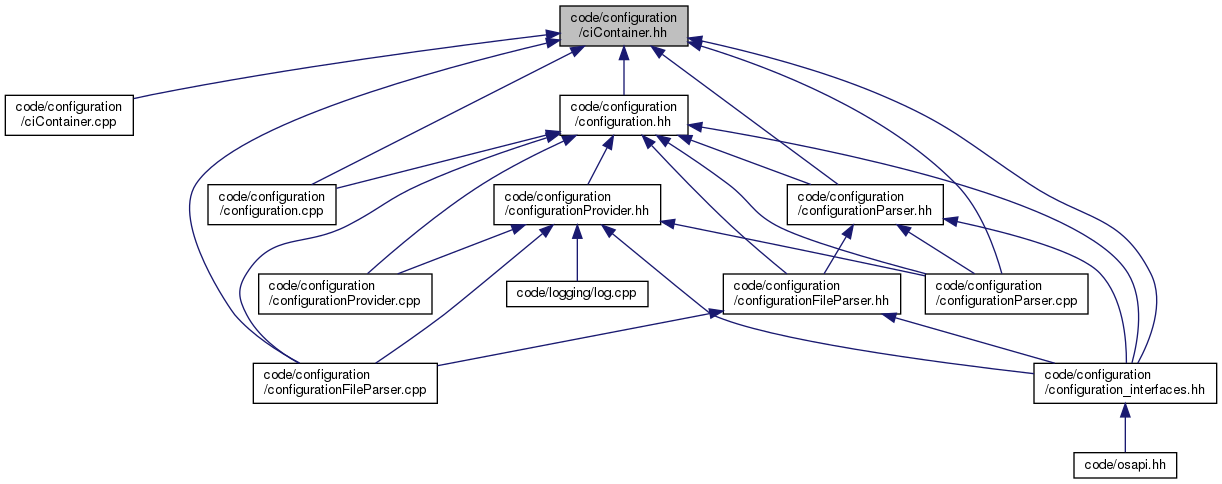 code/configuration
/ciContainer.hh
code/configuration
/ciContainer.cpp
code/configuration
/configuration.hh
code/configuration
/configuration.cpp
code/configuration
/configurationProvider.hh
code/configuration
/configurationParser.hh
code/configuration
/configurationProvider.cpp
code/logging/log.cpp
code/configuration
/configurationFileParser.hh
code/configuration
/configurationParser.cpp
code/configuration
/configurationFileParser.cpp
code/configuration
/configuration_interfaces.hh
code/osapi.hh